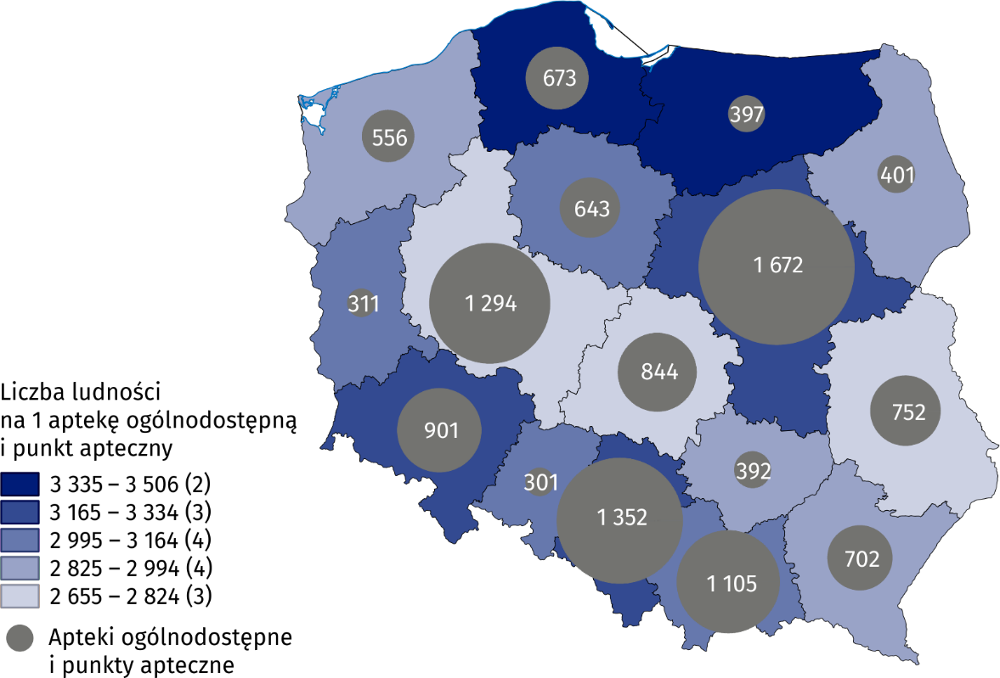 673
397
556
401
643
1 672
311
1 294
844
752
901
392
301
1 352
702
1 105
Liczba ludności
na 1 aptekę ogólnodostępną
i punkt apteczny
3 335 – 3 506 (2)
3 165 – 3 334 (3)
2 995 – 3 164 (4)
2 825 – 2 994 (4)
2 655 – 2 824 (3)
Apteki ogólnodostępne
i punkty apteczne